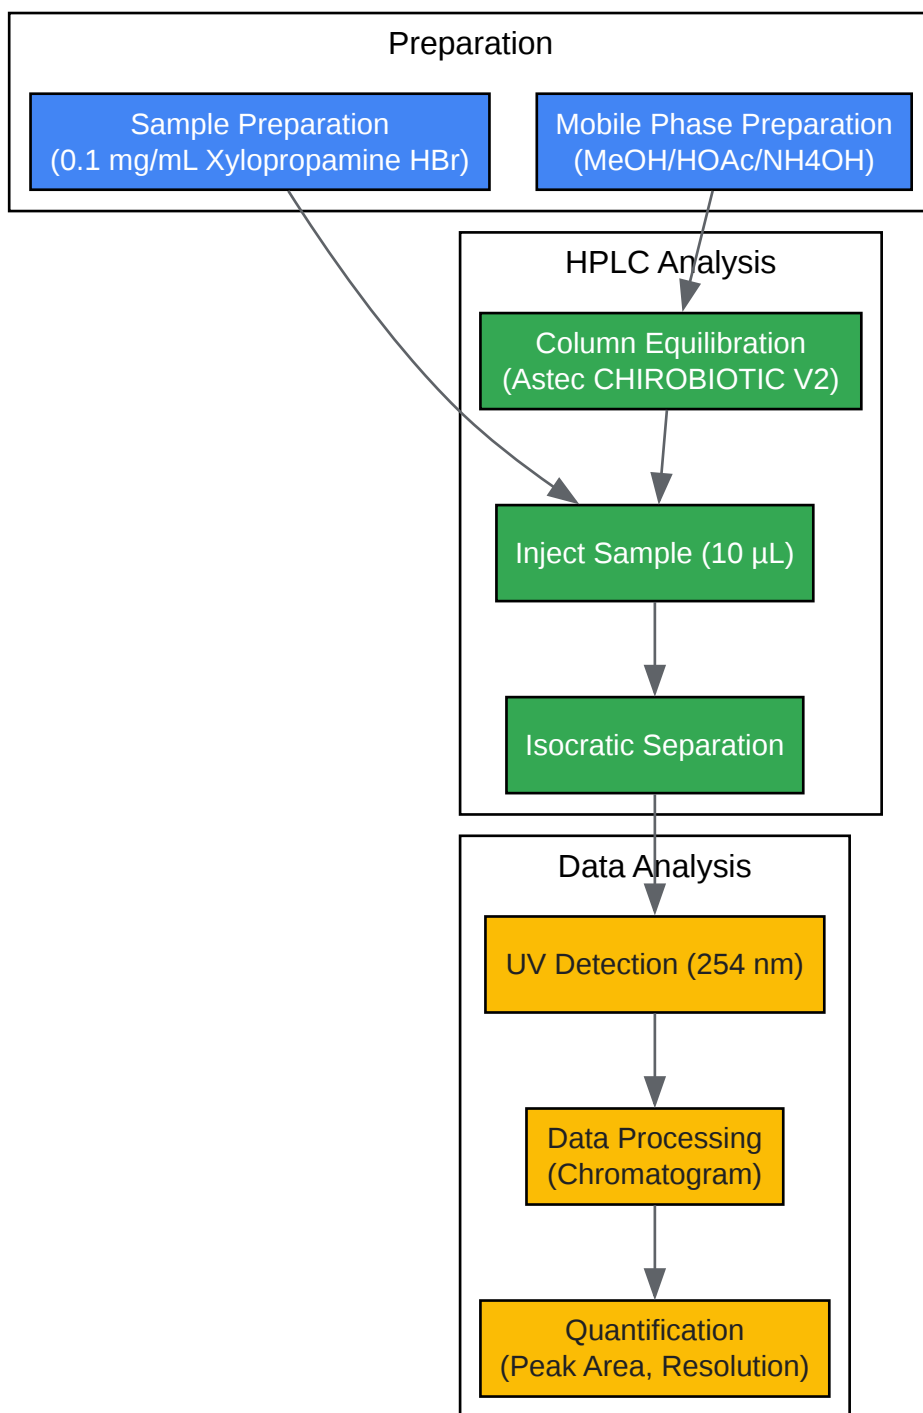 Preparation
Sample Preparation
(0.1 mg/mL Xylopropamine HBr)
Mobile Phase Preparation
(MeOH/HOAc/NH4OH)
HPLC Analysis
Column Equilibration
(Astec CHIROBIOTIC V2)
Inject Sample (10 µL)
Isocratic Separation
Data Analysis
UV Detection (254 nm)
Data Processing
(Chromatogram)
Quantification
(Peak Area, Resolution)